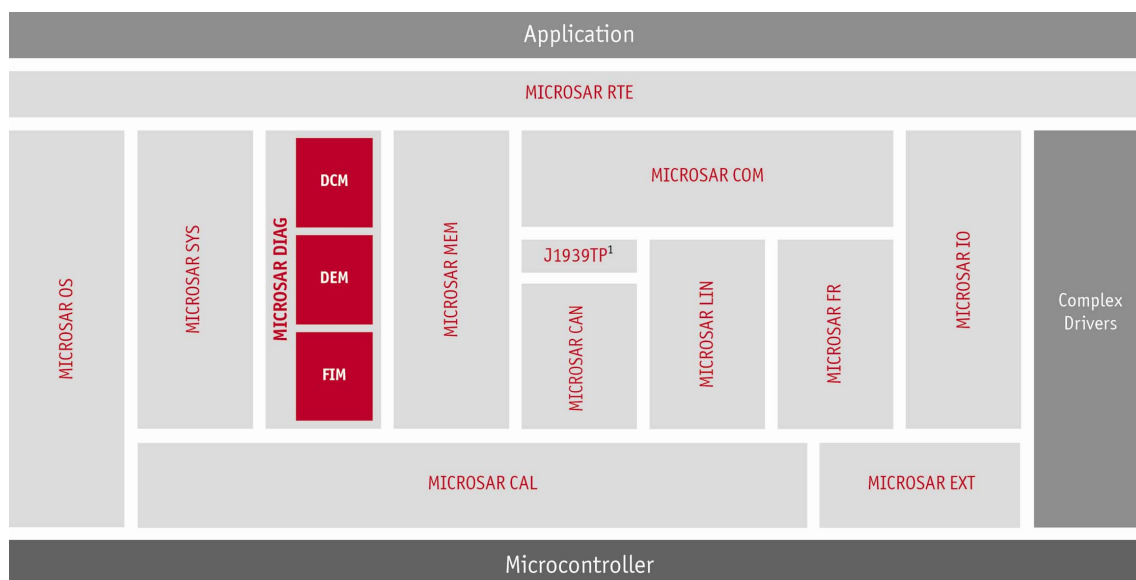 Application
MICROSAR RTE
MICROSAR OS
MICROSAR SYS
MICROSAR DIAG
DCM
DEM
FIM
MICROSAR MEM
MICROSAR COM
J1939TP¹
MICROSAR CAN
MICROSAR LIN
MICROSAR FR
MICROSAR IO
Complex
Drivers
MICROSAR CAL
MICROSAR EXT
Microcontroller